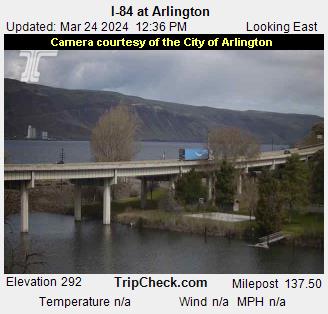 I-84 at Arlington
Updated: Mar 24 2024 12:36 PM Looking East
Camera courtesy of the City of Arlington
Elevation 292 TripCheck.com Milepost 137.50
Temperature n/a Wind n/a MPH n/a